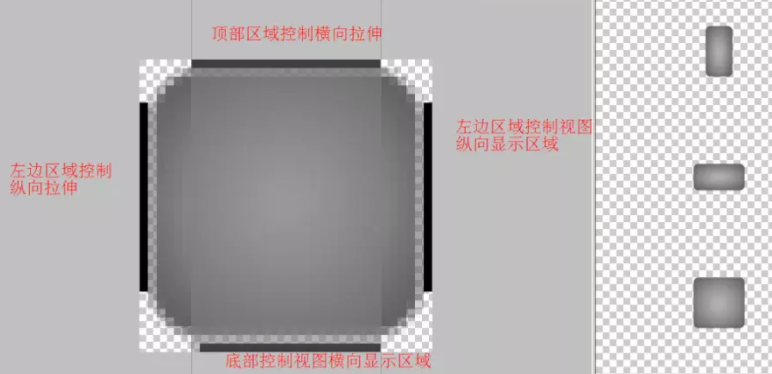 顶部区域控制横向拉伸
左边区域控制视图
纵向显示区域
左边区域控制
纵向拉伸
底部控制视图横向显示区域